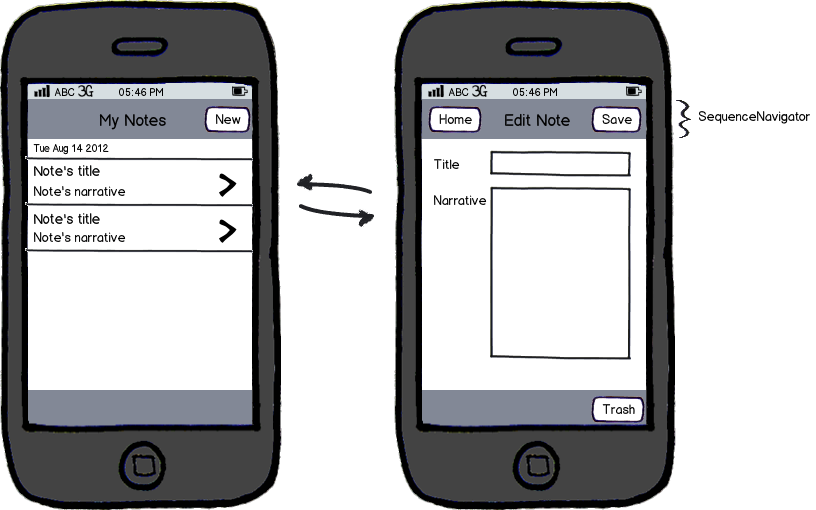 ABC 3G 05:46 PM
My Notes New
Tue Aug 14 2012
Note's title
Note's narrative
Note's title
Note's narrative
ABC 3G 05:46 PM
Home Edit Note Save
Title
Narrative
Trash
SequenceNavigator